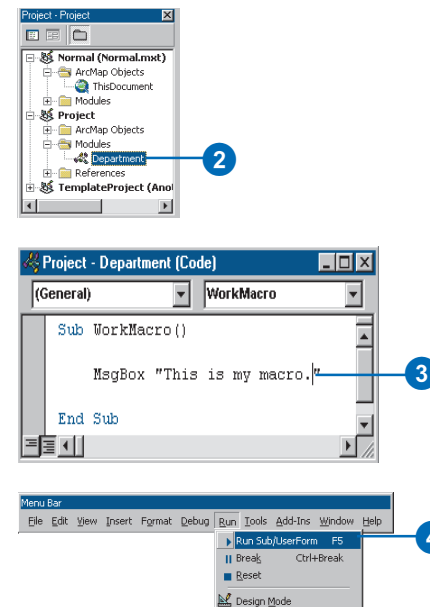 Project - Project
Normal (Normal.mxt)
ArcMap Objects
ThisDocument
Modules
Project
ArcMap Objects
Modules
Department
References
TemplateProject (Ano
2
Project - Department (Code)
(General) WorkMacro
Sub WorkMacro()
MsgBox "This is my macro."
3
End Sub
Menu Bar
File Edit View Insert Format Debug Run Tools Add-Ins Window Help
Run Sub/UserForm F5
4
Break Ctrl+Break
Reset
Design Mode